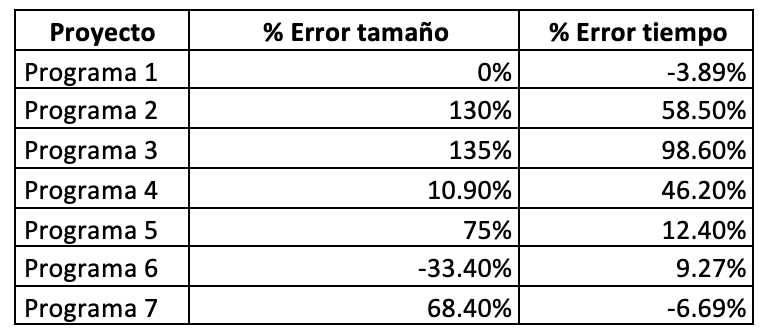 Proyecto % Error tamaño % Error tiempo
Programa 1 0% -3.89%
Programa 2 130% 58.50%
Programa 3 135% 98.60%
Programa 4 10.90% 46.20%
Programa 5 75% 12.40%
Programa 6 -33.40% 9.27%
Programa 7 68.40% -6.69%